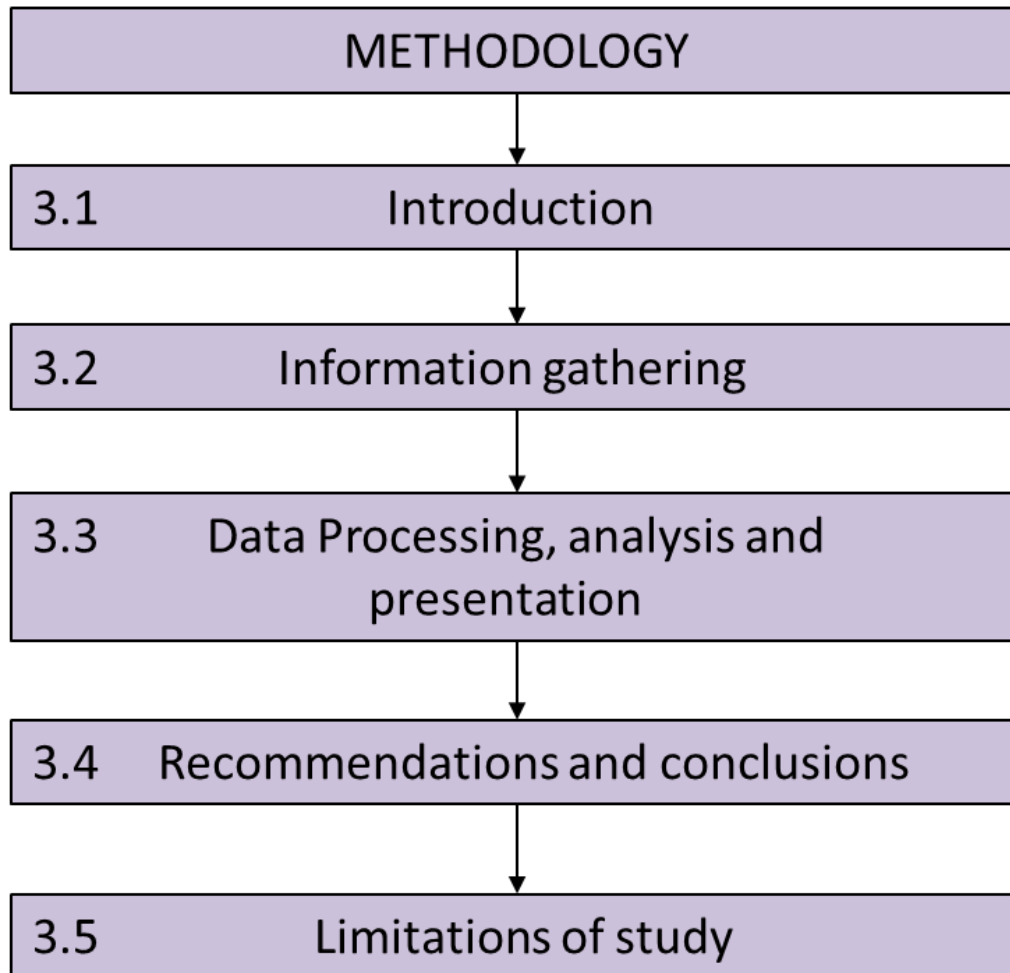 METHODOLOGY
3.1 Introduction
3.2 Information gathering
3.3 Data Processing, analysis and
presentation
3.4 Recommendations and conclusions
3.5 Limitations of study